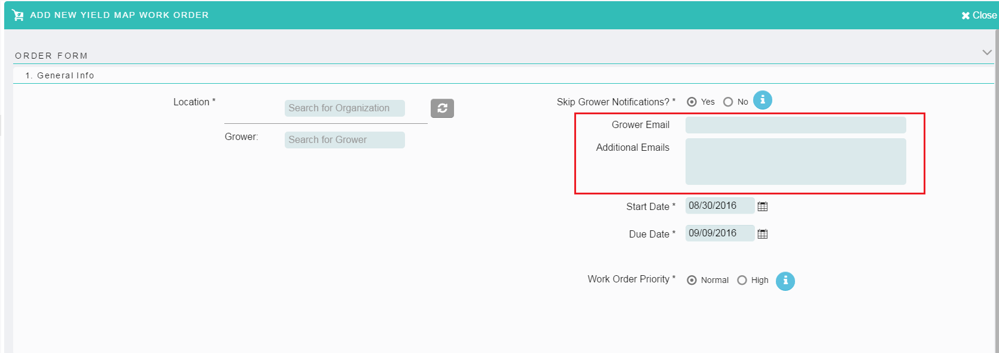 ADD NEW YIELD MAP WORK ORDER
Close
ORDER FORM
1. General Info
Location *
Search for Organization
Grower:
Search for Grower
Skip Grower Notifications? * Yes No
Grower Email
Additional Emails
Start Date * 08/30/2016
Due Date * 09/09/2016
Work Order Priority * Normal High